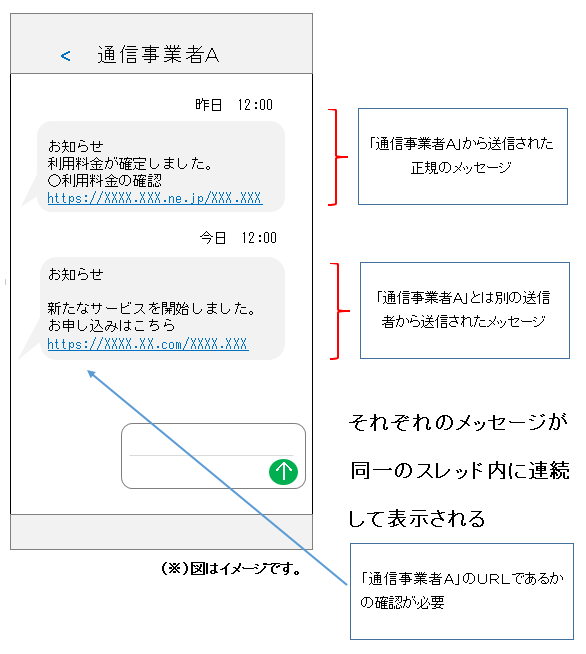 < 通信事業者A
昨日 12:00
お知らせ
利用料金が確定しました。
〇利用料金の確認
https://XXXX.XXX.ne.jp/XXX.XXX
今日 12:00
お知らせ
新たなサービスを開始しました。
お申し込みはこちら
https://XXXX.XX.com/XXXX.XXX
「通信事業者A」から送信された
正規のメッセージ
「通信事業者A」とは別の送信
者から送信されたメッセージ
それぞれのメッセージが
同一のスレッド内に連続
して表示される
(※)図はイメージです。
「通信事業者A」のURLであるか
の確認が必要